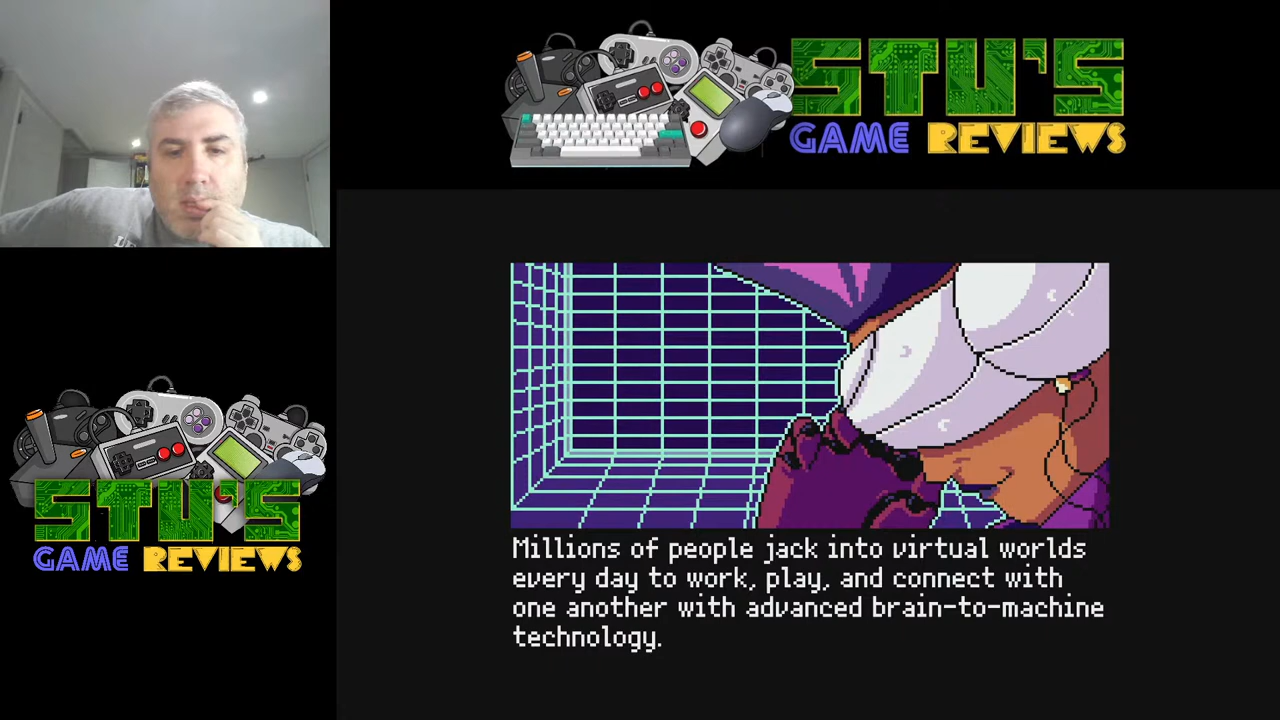 STU'S
GAME REVIEWS
STU'S
GAME REVIEWS
Millions of people jack into virtual worlds
every day to work, play, and connect with
one another with advanced brain-to-machine
technology.